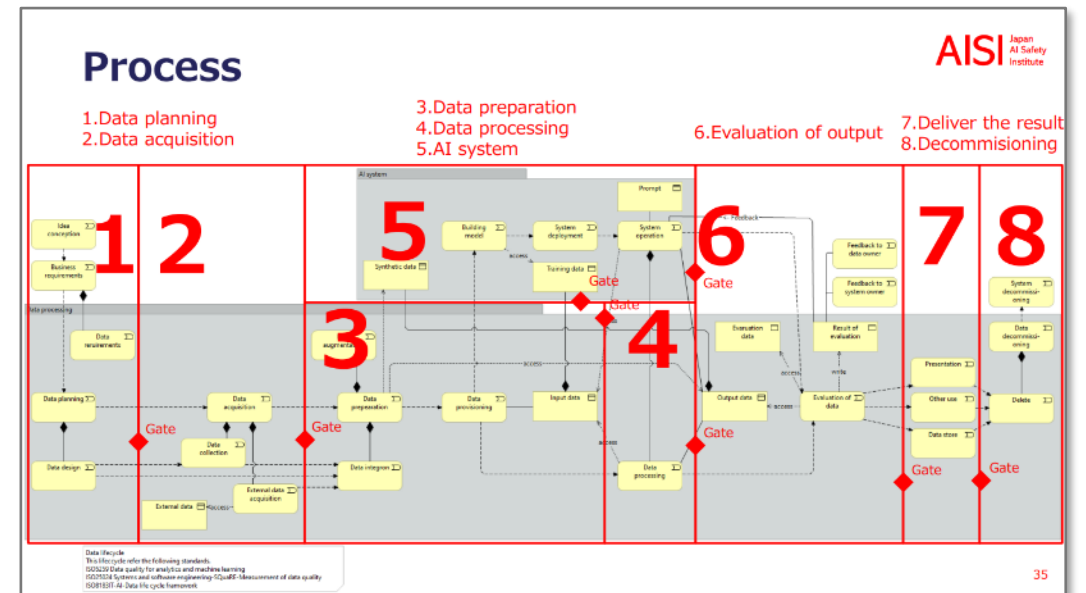 Process
AISI
Japan
AI Safety
Institute
1.Data planning
2.Data acquisition
3.Data preparation
4.Data processing
5.AI system
6.Evaluation of output
7.Deliver the result
8.Decommisioning
AI system
Prompt
1
2
5
6
7
8
Idea
conception
Building
model
System
deployment
System
operation
Feedback
Feedback to
data owner
access
Business
requirements
Synthetic data
Training data
Gate
Gate
Feedback to
system owner
System
decommissi-
oning
Gate
Data processing
3
4
Data
Evaruation
data
Result of
evaluation
Data
decommissi-
oning
access
access
write
Presentation
Data planning
Data
acquisition
Data
preparation
Data
provisioning
Input data
Output data
access
Evaluation of
data
Other use
Delete
Gate
Gate
Gate
Data
collection
access
Data store
Data design
Data integraion
Data
processing
Gate
Gate
External data
acquisition
External data
access
Data lifecycle
This lifecycle refer the following standards.
ISO5259 Data quality for analytics and machine learning
ISO25024 Systems and software engineering-SQuaRE-Measurement of data quality
ISO8183IT-AI-Data life cycle framowork
35